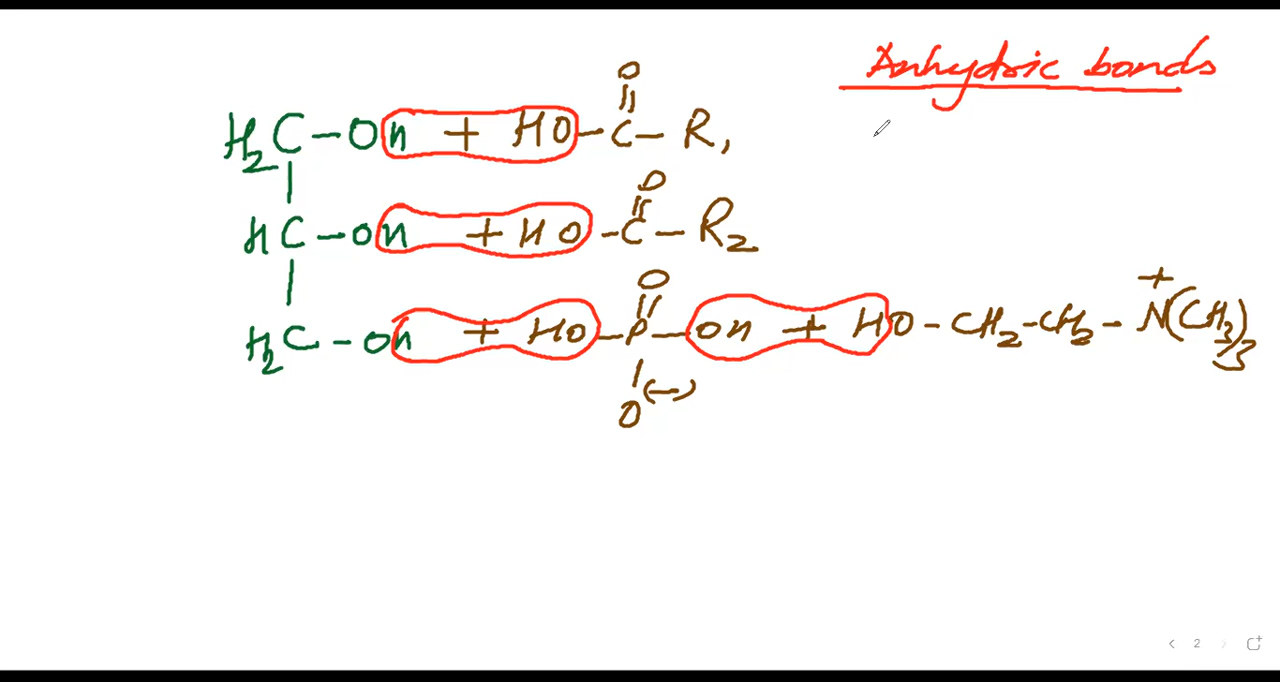 Anhydric bonds
O
||
H2C-OH + HO-C-R1
|
O
||
HC-OH + HO-C-R2
|
O
||
H2C-OH + HO-P-OH + HO-CH2-CH2-N+(CH3)3
|
O(-)
2